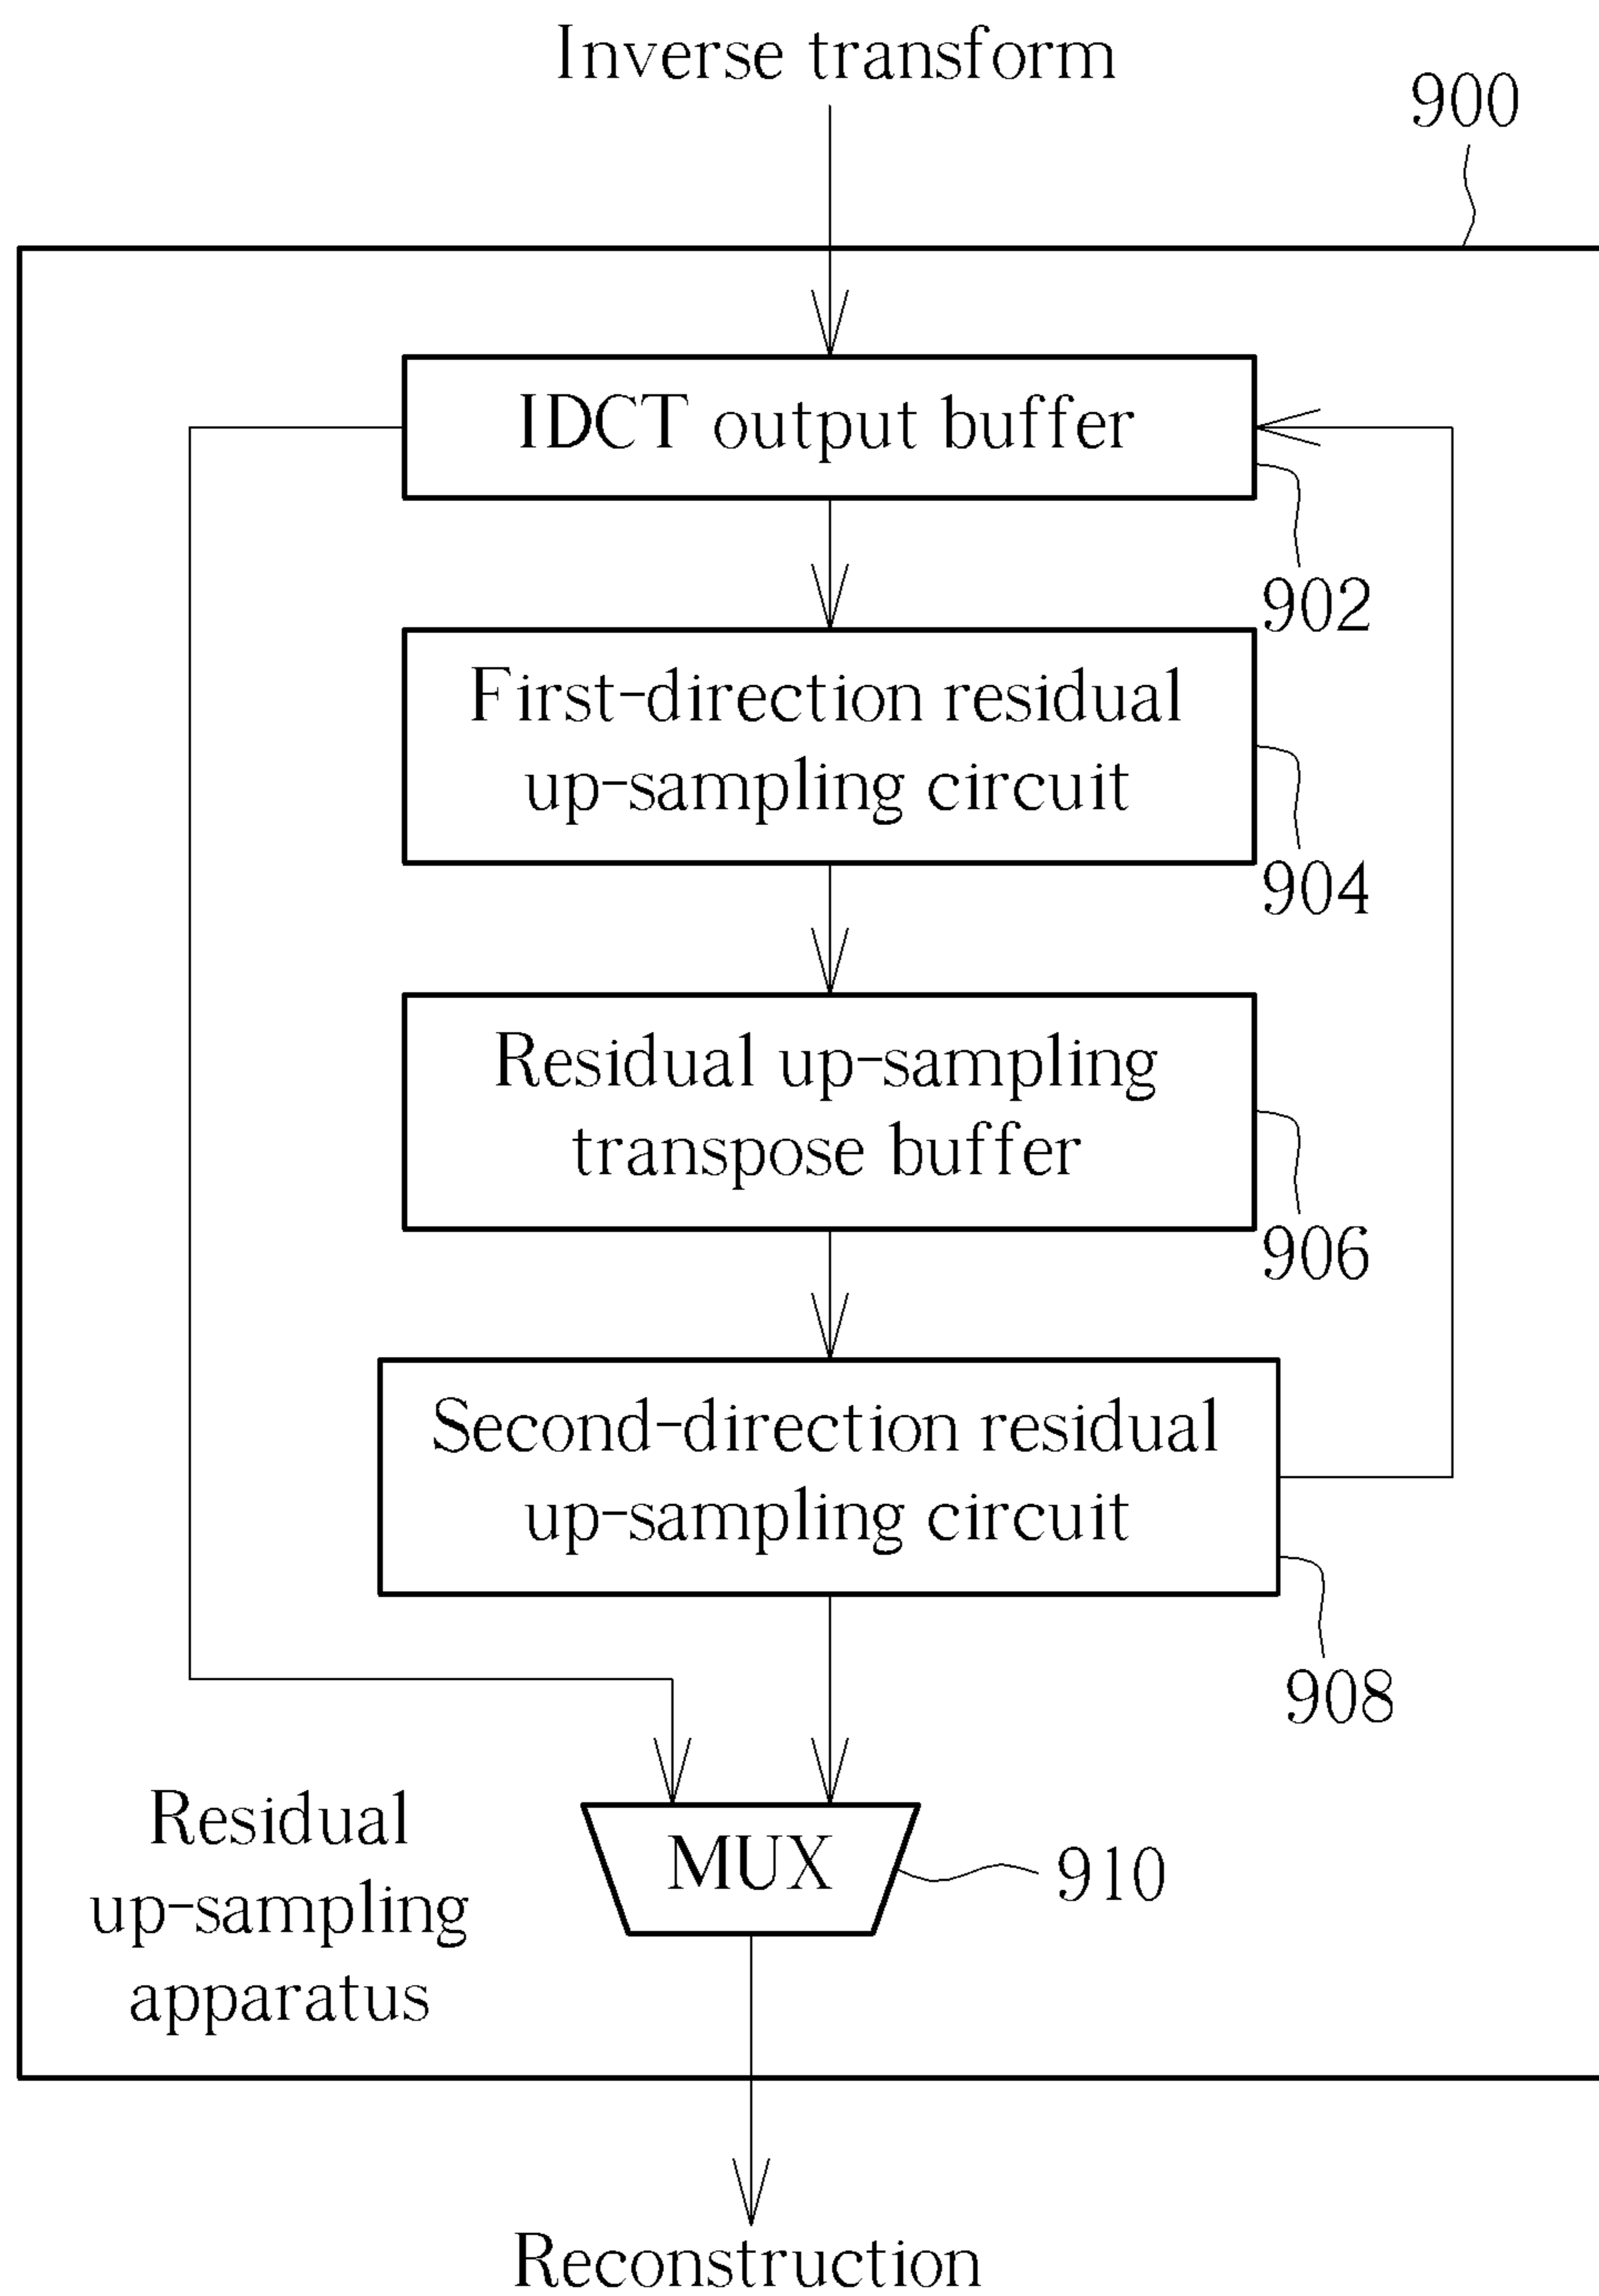 Inverse transform
900
IDCT output buffer
902
First-direction residual
up-sampling circuit
904
Residual up-sampling
transpose buffer
906
Second-direction residual
up-sampling circuit
908
MUX
910
Residual
up-sampling
apparatus
Reconstruction